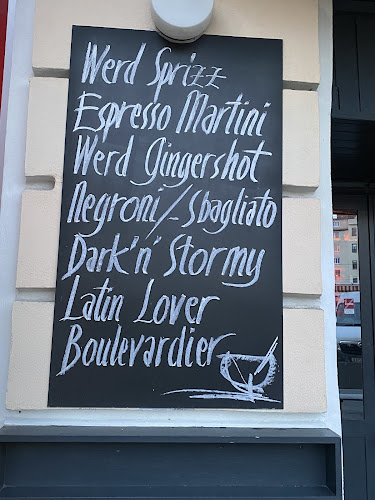 Werd Sprizz
Espresso Martini
Werd Gingershot
Negroni/-Sbagliato
Dark "n" Stormy
Latin Lover
Boulevardier